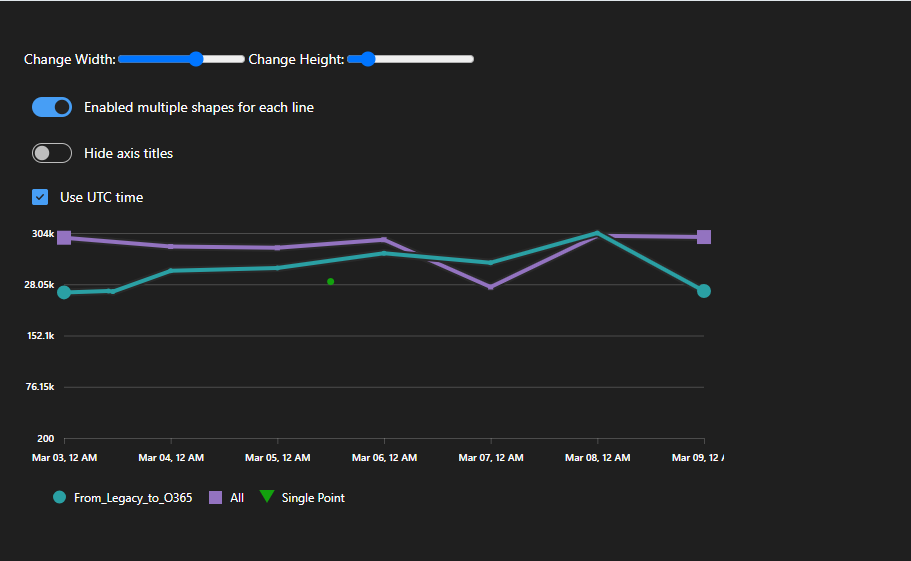 Change Width: Change Height:
Enabled multiple shapes for each line
Hide axis titles
Use UTC time
304k
28.05k
152.1k
76.15k
200
Mar 03, 12 AM Mar 04, 12 AM Mar 05, 12 AM Mar 06, 12 AM Mar 07, 12 AM Mar 08, 12 AM Mar 09, 12 A
From_Legacy_to_O365 All Single Point